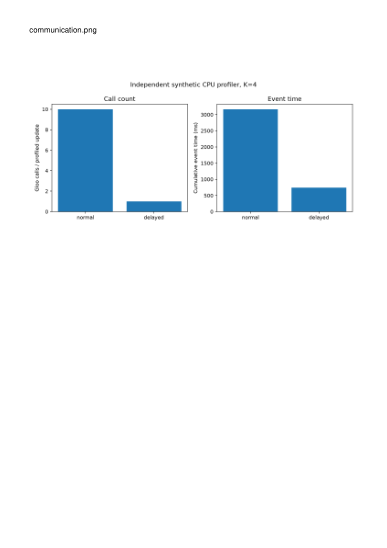 communication.png
Independent synthetic CPU profiler, K=4
Call count
Gloo calls / profiled update
10
8
6
4
2
0
normal
delayed
Event time
Cumulative event time (ms)
3000
2500
2000
1500
1000
500
0
normal
delayed